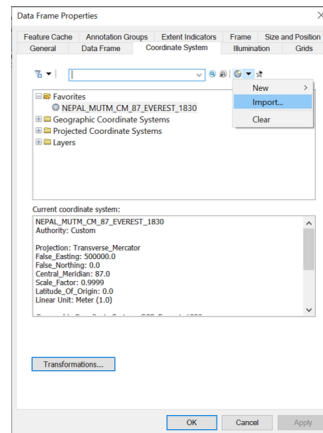 Data Frame Properties
Feature Cache Annotation Groups Extent Indicators Frame Size and Position
General Data Frame Coordinate System Illumination Grids
New
Import...
Clear
Favorites
NEPAL_MUTM_CM_87_EVEREST_1830
Geographic Coordinate Systems
Projected Coordinate Systems
Layers
Current coordinate system:
NEPAL_MUTM_CM_87_EVEREST_1830
Authority: Custom
Projection: Transverse_Mercator
False_Easting: 500000.0
False_Northing: 0.0
Central_Meridian: 87.0
Scale_Factor: 0.9999
Latitude_Of_Origin: 0.0
Linear Unit: Meter (1.0)
Transformations...
OK Cancel Apply